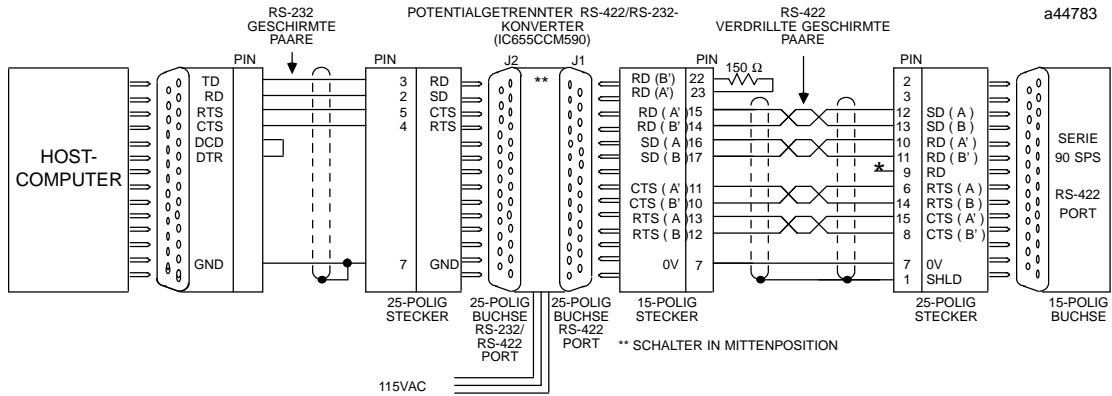 RS-232
GESCHIRMTE
PAARE
POTENTIALGETRENNTER RS-422/RS-232-
KONVERTER
(IC655CCM590)
RS-422
VERDRILLTE GESCHIRMTE
PAARE
a44783
HOST-
COMPUTER
PIN
TD
RD
RTS
CTS
DCD
DTR
GND
PIN
3 RD
2 SD
5 CTS
4 RTS
7 GND
25-POLIG
STECKER
J2
**
J1
25-POLIG
BUCHSE
RS-232/
RS-422
PORT
25-POLIG
BUCHSE
RS-422
PORT
115VAC
PIN
150 Ω
RD (B') 22
RD (A') 23
RD ( A' ) 15
RD ( B' ) 14
SD ( A ) 16
SD ( B ) 17
CTS ( A' ) 11
CTS ( B' ) 10
RTS ( A ) 13
RTS ( B ) 12
0V 7
15-POLIG
STECKER
** SCHALTER IN MITTENPOSITION
PIN
2
3
12 SD ( A )
13 SD ( B )
10 RD ( A' )
11 RD ( B' )
* 9 RD
6 RTS ( A )
14 RTS ( B )
15 CTS ( A' )
8 CTS ( B' )
7 0V
1 SHLD
25-POLIG
STECKER
SERIE
90 SPS
RS-422
PORT
15-POLIG
BUCHSE